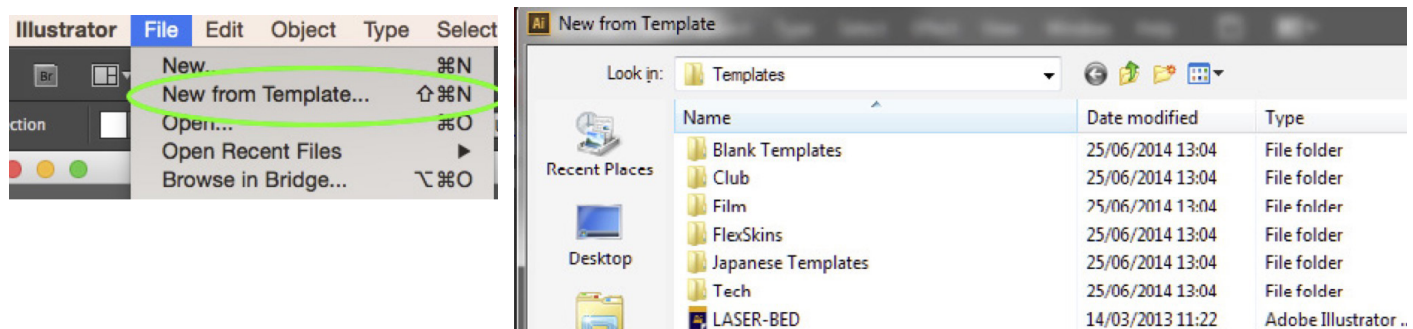 Illustrator File Edit Object Type Select
Br
New... ⌘N
New from Template... ⇧⌘N
ction
Open... ⌘O
Open Recent Files ▶
Browse in Bridge... ⌥⌘O
Ai New from Template
Look in: Templates
Name Date modified Type
Recent Places
Blank Templates 25/06/2014 13:04 File folder
Club 25/06/2014 13:04 File folder
Film 25/06/2014 13:04 File folder
FlexSkins 25/06/2014 13:04 File folder
Desktop
Japanese Templates 25/06/2014 13:04 File folder
Tech 25/06/2014 13:04 File folder
LASER-BED 14/03/2013 11:22 Adobe Illustrator ..